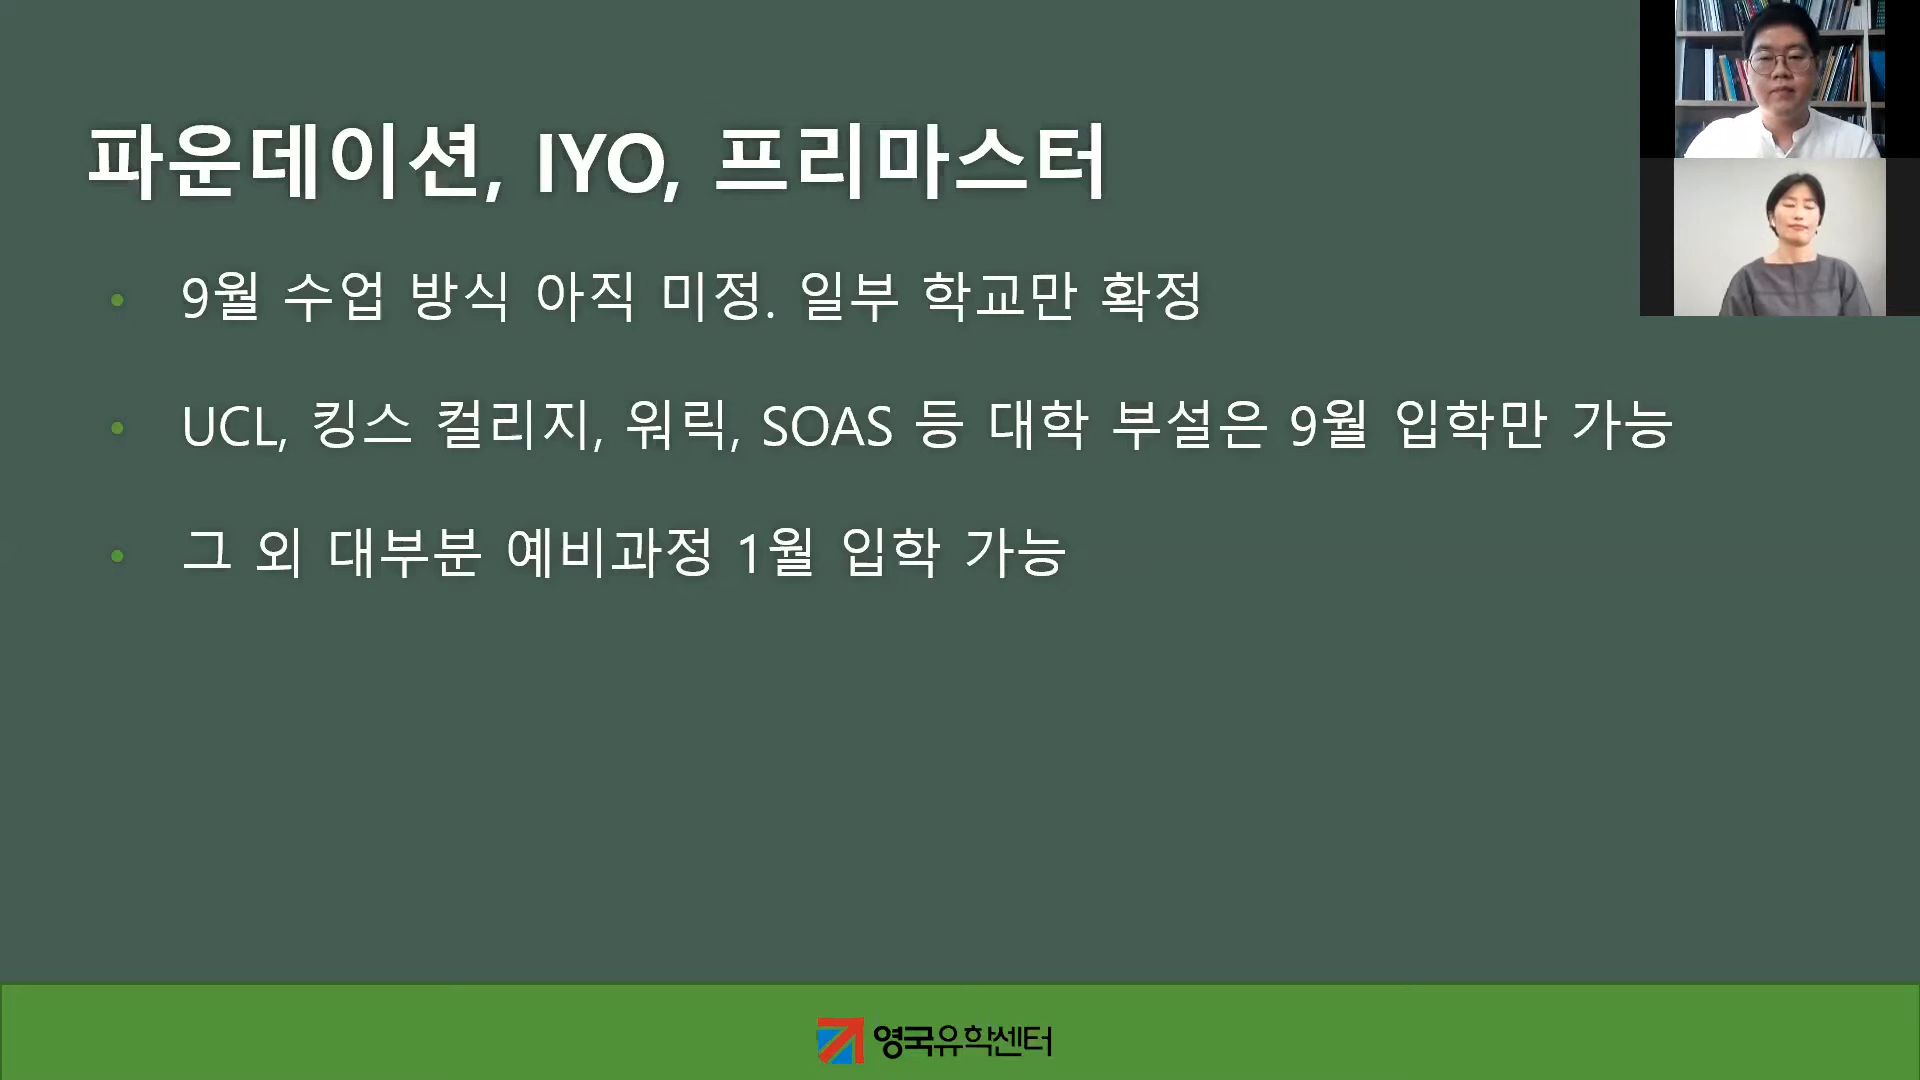 파운데이션, IYO, 프리마스터
• 9월 수업 방식 아직 미정. 일부 학교만 확정
• UCL, 킹스 컬리지, 워릭, SOAS 등 대학 부설은 9월 입학만 가능
• 그 외 대부분 예비과정 1월 입학 가능
영국유학센터